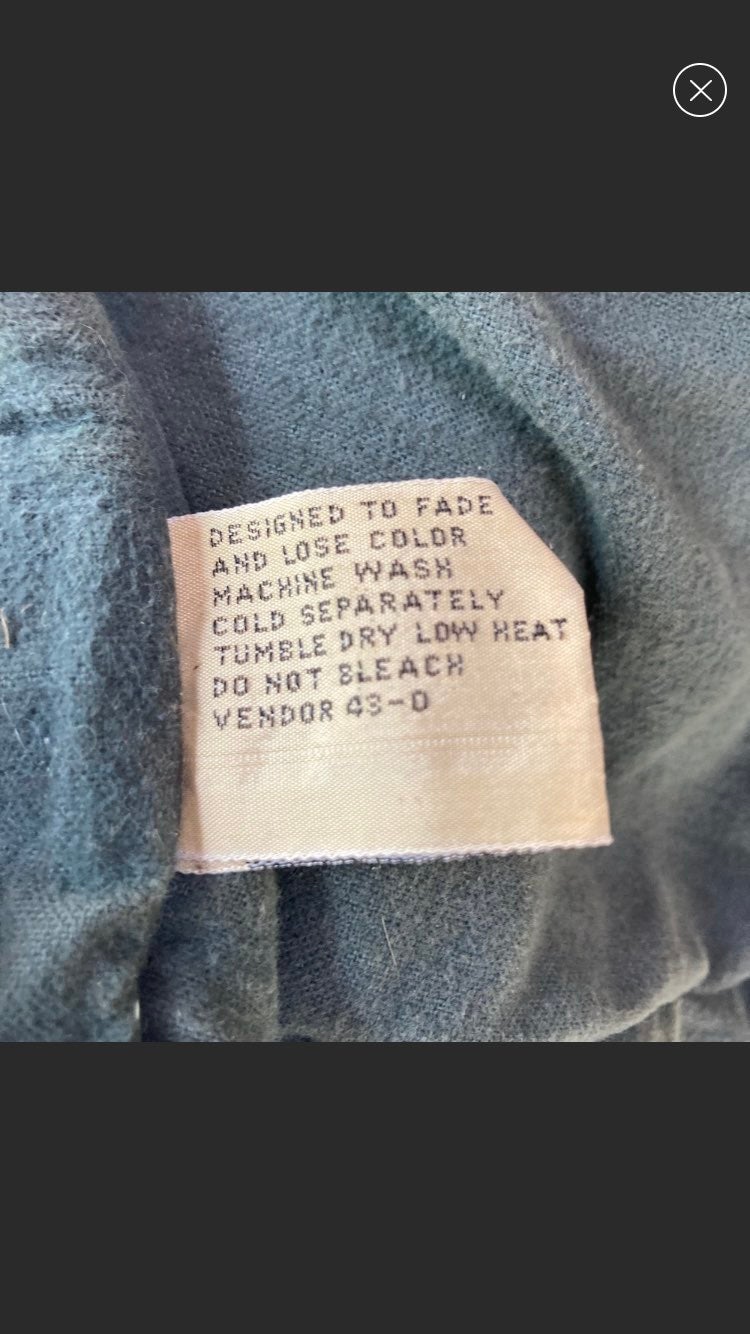 DESIGNED TO FADE
AND LOSE COLOR
MACHINE WASH
COLD SEPARATELY
TUMBLE DRY LOW HEAT
DO NOT BLEACH
VENDOR 43-0